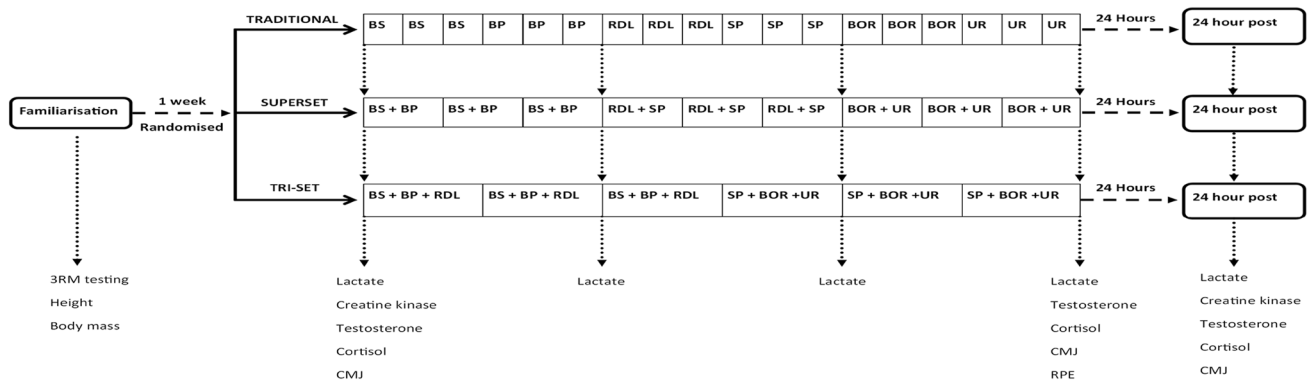 TRADITIONAL
BS BS BS BP BP BP RDL RDL RDL SP SP SP BOR BOR BOR UR UR UR
24 Hours
24 hour post
Familiarisation
1 week
Randomised
SUPERSET
BS + BP BS + BP BS + BP RDL + SP RDL + SP RDL + SP BOR + UR BOR + UR BOR + UR
24 Hours
24 hour post
TRI-SET
BS + BP + RDL BS + BP + RDL BS + BP + RDL SP + BOR +UR SP + BOR +UR SP + BOR +UR
24 Hours
24 hour post
3RM testing
Height
Body mass
Lactate
Creatine kinase
Testosterone
Cortisol
CMJ
Lactate
Lactate
Lactate
Testosterone
Cortisol
CMJ
RPE
Lactate
Creatine kinase
Testosterone
Cortisol
CMJ